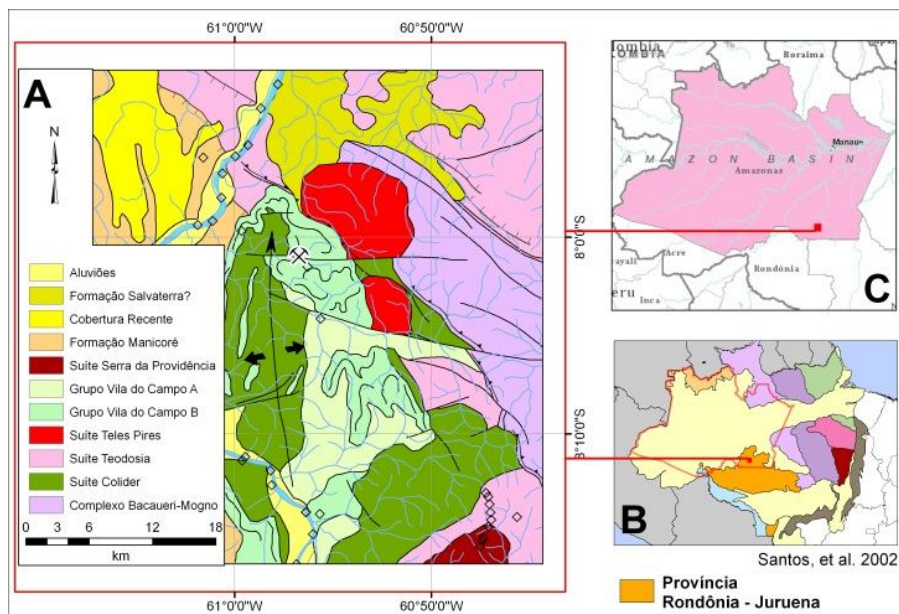 61°0'0"W
60°50'0"W
A
N
Aluviões
Formação Salvaterra?
Cobertura Recente
Formação Manicoré
Suíte Serra da Providência
Grupo Vila do Campo A
Grupo Vila do Campo B
Suíte Teles Pires
Suíte Teodosia
Suíte Colider
Complexo Bacaueri-Mogno
0 3 6 12 18
km
61°0'0"W
60°50'0"W
8°0'0"S
8°10'0"S
lombia
OMBIA
Roraima
Manaus
AMAZON BASIN
Amazonas
Acre
Rondônia
Inca
C
B
Santos, et al. 2002
Província
Rondônia - Juruena